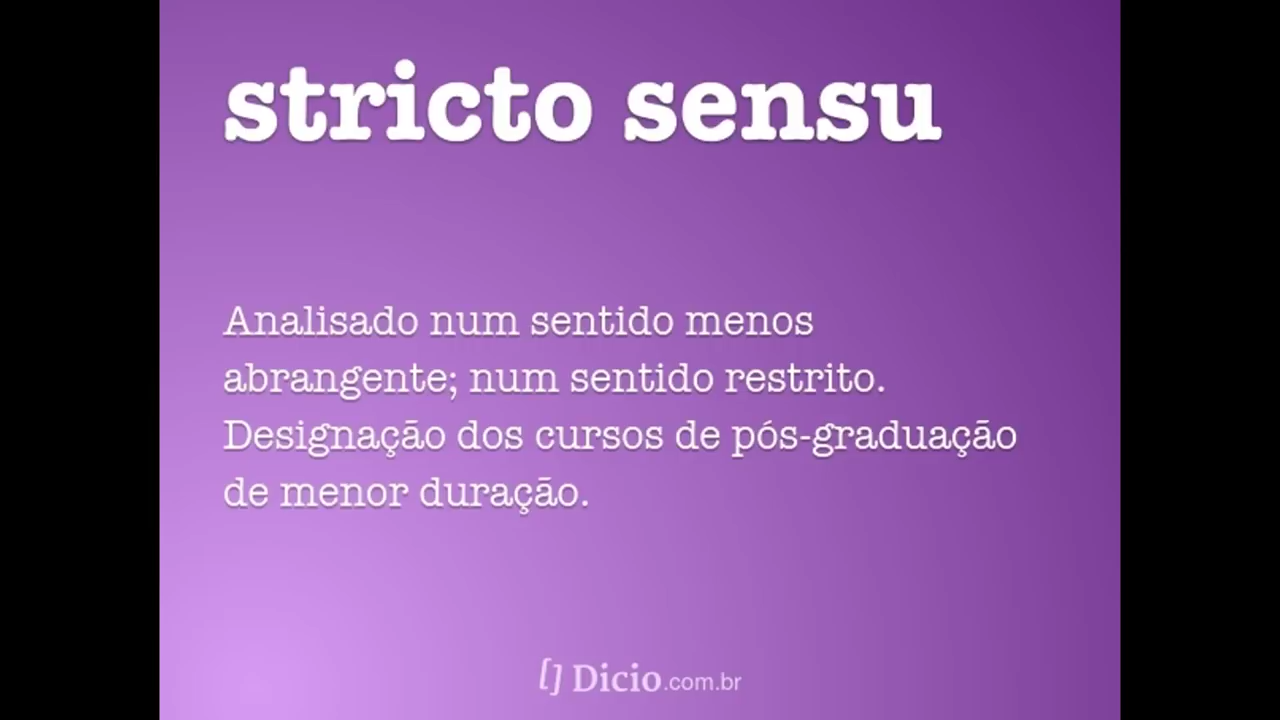 stricto sensu
Analisado num sentido menos
abrangente; num sentido restrito.
Designação dos cursos de pós-graduação
de menor duração.
[] Dicio.com.br